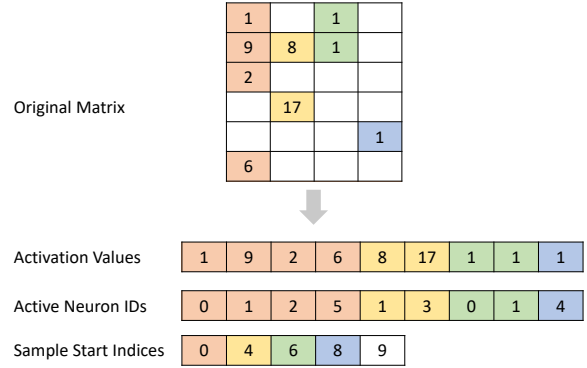 1 1
9 8 1
2
Original Matrix
17
1
6
Activation Values 1 9 2 6 8 17 1 1 1
Active Neuron IDs 0 1 2 5 1 3 0 1 4
Sample Start Indices 0 4 6 8 9